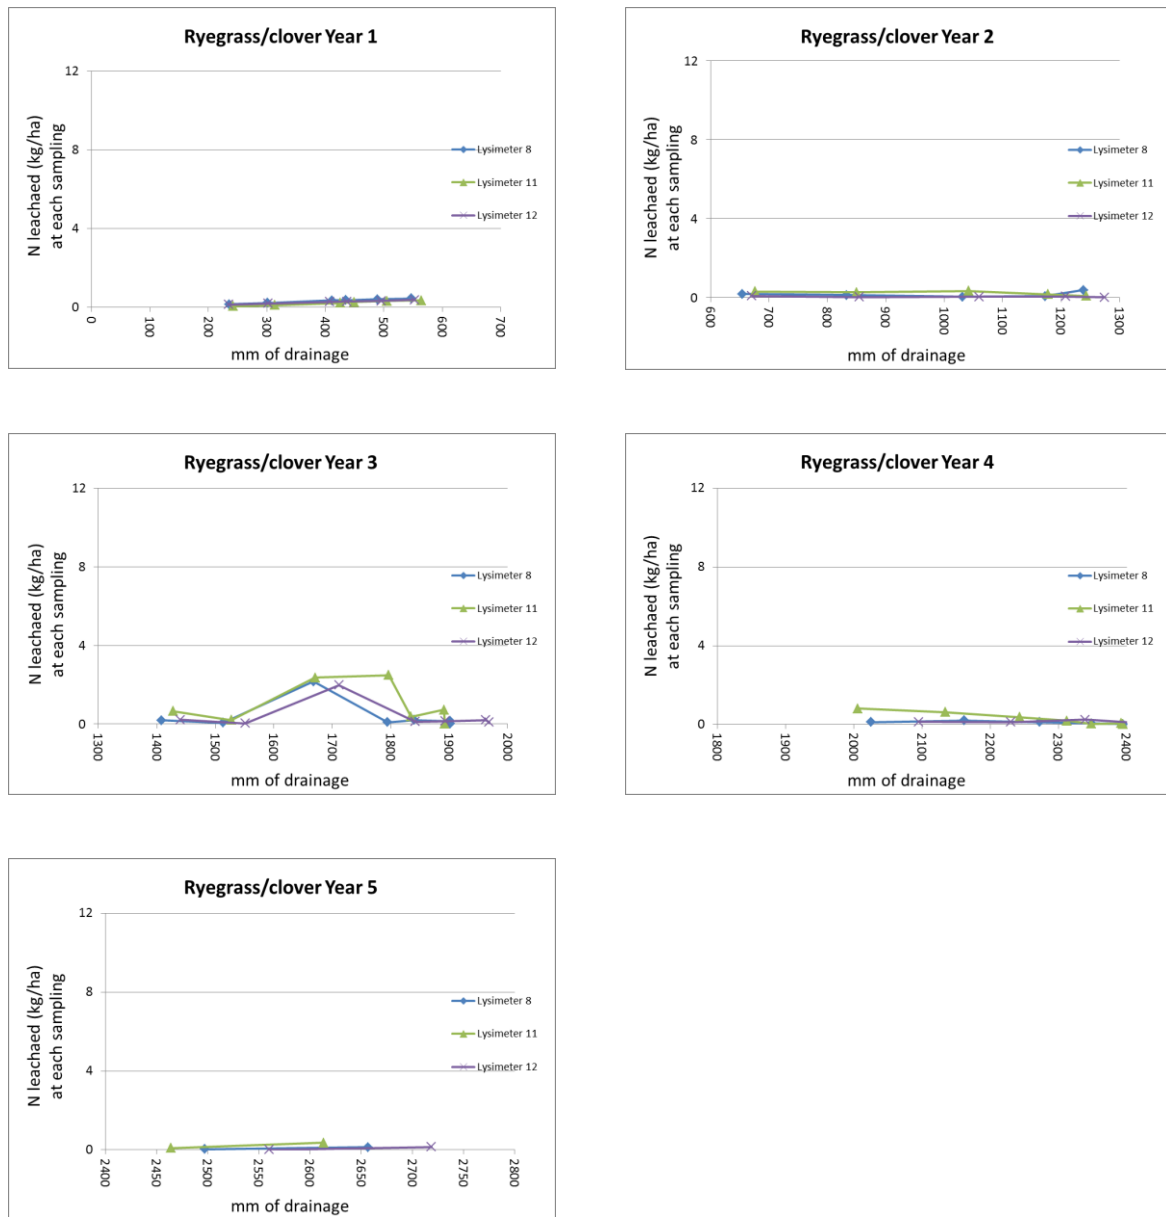 Ryegrass/clover Year 1
N leachaed (kg/ha)
at each sampling
12
8
4
0
0
100
200
300
400
500
600
700
mm of drainage
Lysimeter 8
Lysimeter 11
Lysimeter 12
Ryegrass/clover Year 2
N leachaed (kg/ha)
at each sampling
12
8
4
0
600
700
800
900
1000
1100
1200
1300
mm of drainage
Lysimeter 8
Lysimeter 11
Lysimeter 12
Ryegrass/clover Year 3
N leachaed (kg/ha)
at each sampling
12
8
4
0
1300
1400
1500
1600
1700
1800
1900
2000
mm of drainage
Lysimeter 8
Lysimeter 11
Lysimeter 12
Ryegrass/clover Year 4
N leachaed (kg/ha)
at each sampling
12
8
4
0
1800
1900
2000
2100
2200
2300
2400
mm of drainage
Lysimeter 8
Lysimeter 11
Lysimeter 12
Ryegrass/clover Year 5
N leachaed (kg/ha)
at each sampling
12
8
4
0
2400
2450
2500
2550
2600
2650
2700
2750
2800
mm of drainage
Lysimeter 8
Lysimeter 11
Lysimeter 12